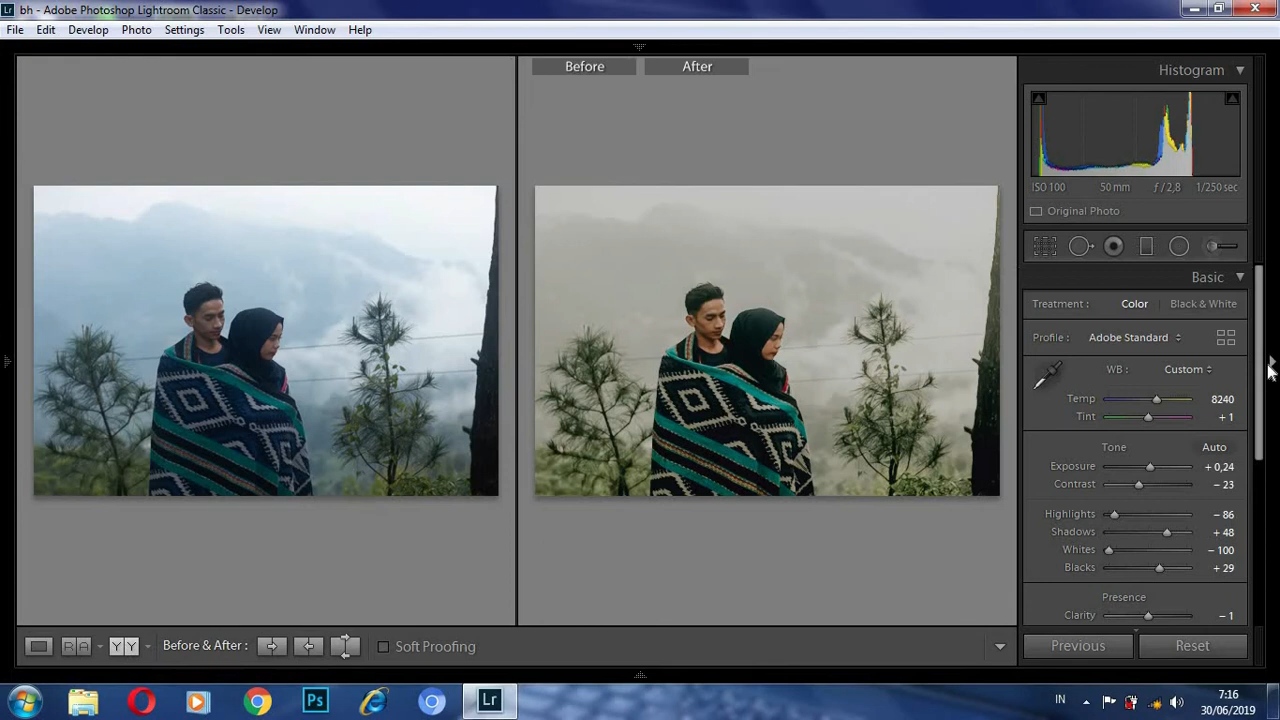 bh - Adobe Photoshop Lightroom Classic - Develop
File Edit Develop Photo Settings Tools View Window Help
Before After
Histogram
ISO 100 50 mm ƒ / 2,8 1/250 sec
Original Photo
Basic
Treatment : Color Black & White
Profile : Adobe Standard
WB : Custom
Temp 8240
Tint + 1
Tone Auto
Exposure + 0,24
Contrast – 23
Highlights – 86
Shadows + 48
Whites – 100
Blacks + 29
Presence
Clarity – 1
R A Y Y Before & After : Soft Proofing
Previous Reset
Ps Lr
IN
7:16
30/06/2019
Lr